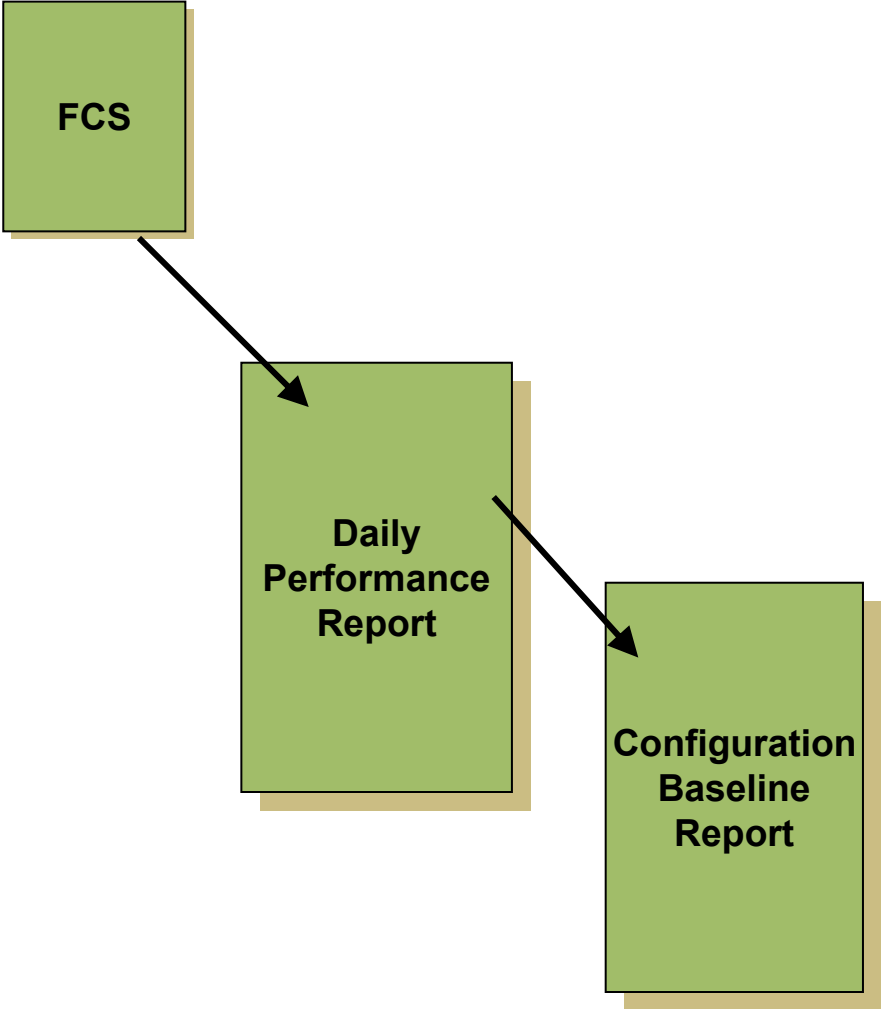 FCS
Daily
Performance
Report
Configuration
Baseline
Report